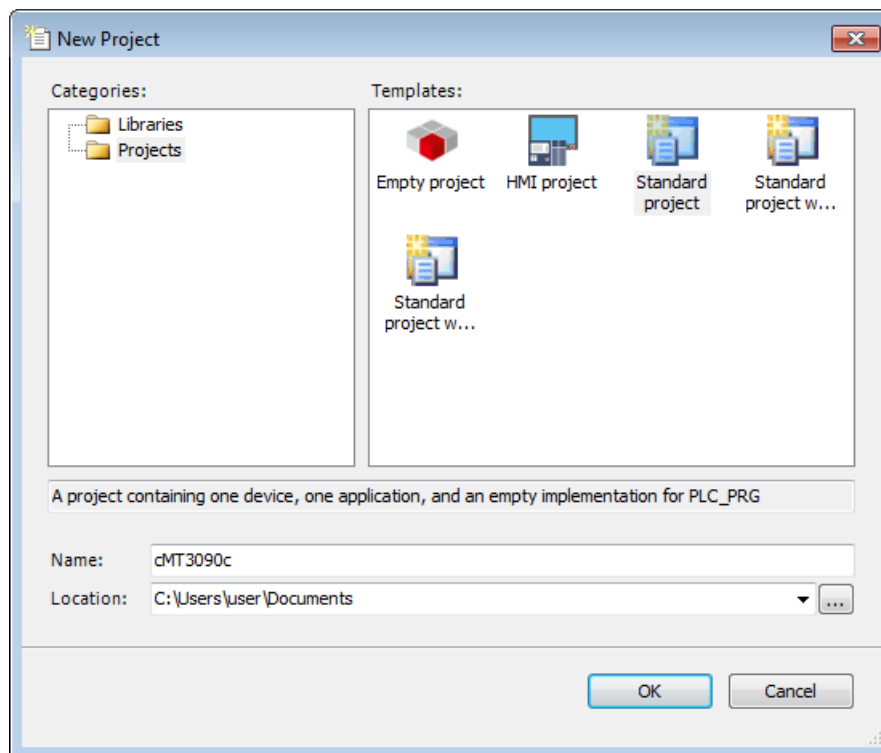 New Project
Categories:
Templates:
Libraries
Projects
Empty project
HMI project
Standard
project
Standard
project w...
Standard
project w...
A project containing one device, one application, and an empty implementation for PLC_PRG
Name:
cMT3090c
Location:
C:\Users\user\Documents
...
OK
Cancel